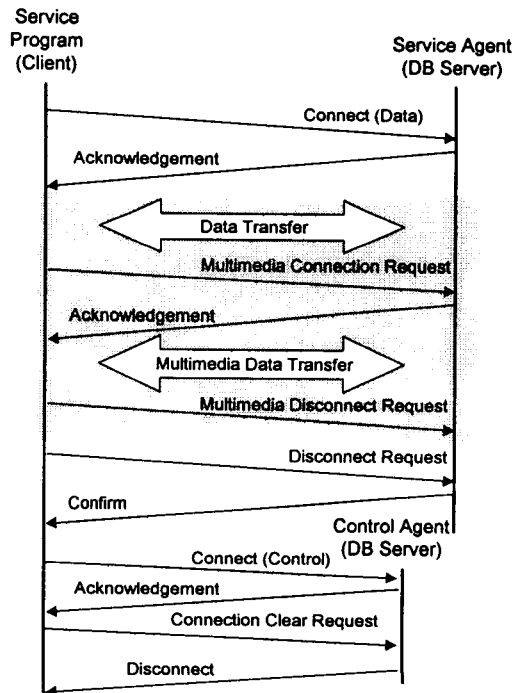 Service
Program
(Client)
Service Agent
(DB Server)
Connect (Data)
Acknowledgement
Data Transfer
Multimedia Connection Request
Acknowledgement
Multimedia Data Transfer
Multimedia Disconnect Request
Disconnect Request
Confirm
Control Agent
(DB Server)
Connect (Control)
Acknowledgement
Connection Clear Request
Disconnect